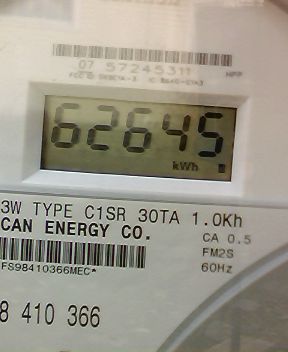 07 57245311
NPP
62645
kWh
3W TYPE C1SR 30TA 1.0Kh
CAN ENERGY CO.
CA 0.5
FS98410366MEC*
FM2S
60Hz
8 410 366